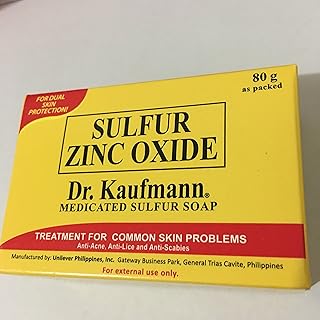 FOR DUAL
SKIN
PROTECTION!
80 g
as packed
SULFUR
ZINC OXIDE
Dr. Kaufmann®
MEDICATED SULFUR SOAP
TREATMENT FOR COMMON SKIN PROBLEMS
Anti-Acne, Anti-Lice and Anti-Scabies
Manufactured by: Unilever Philippines, Inc. Gateway Business Park, General Trias Cavite, Philippines
For external use only.